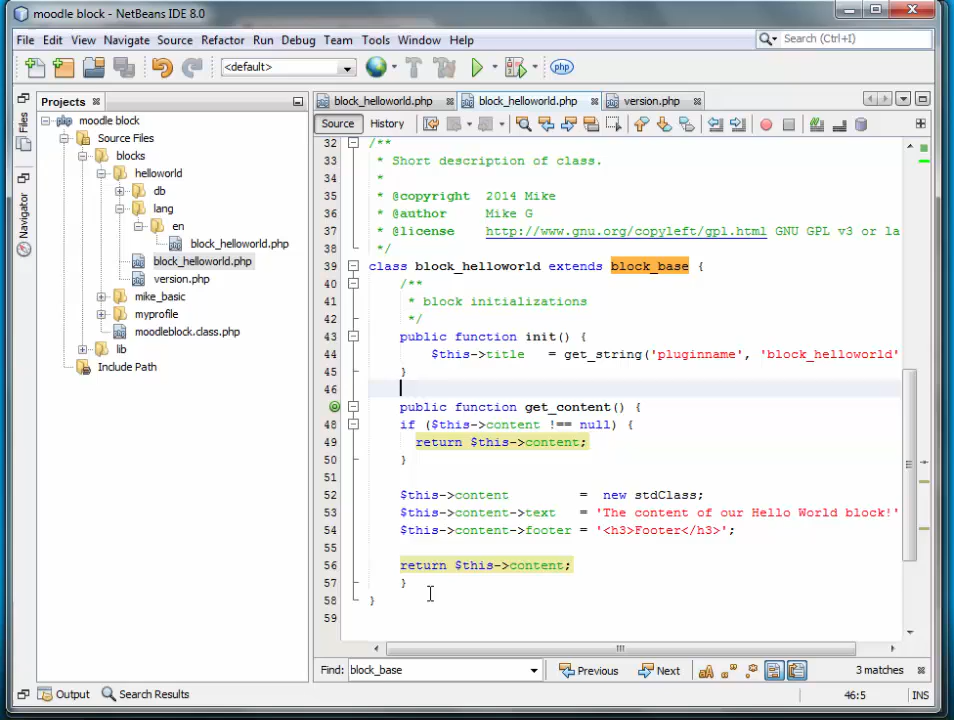 moodle block - NetBeans IDE 8.0
File Edit View Navigate Source Refactor Run Debug Team Tools Window Help
Search (Ctrl+I)
<default>
php
Projects
block_helloworld.php block_helloworld.php version.php
Files
Navigator
Source History
moodle block
Source Files
blocks
helloworld
db
lang
en
block_helloworld.php
block_helloworld.php
version.php
mike_basic
myprofile
moodleblock.class.php
lib
Include Path
32 /**
33 * Short description of class.
34 *
35 * @copyright 2014 Mike
36 * @author Mike G
37 * @license http://www.gnu.org/copyleft/gpl.html GNU GPL v3 or la
38 */
39 class block_helloworld extends block_base {
40 /**
41 * block initializations
42 */
43 public function init() {
44 $this->title = get_string('pluginname', 'block_helloworld'
45 }
46
public function get_content() {
48 if ($this->content !== null) {
49 return $this->content;
50 }
51
52 $this->content = new stdClass;
53 $this->content->text = 'The content of our Hello World block!'
54 $this->content->footer = '<h3>Footer</h3>';
55
56 return $this->content;
57 }
58 }
59
Find: block_base Previous Next 3 matches
Output Search Results 46:5 INS